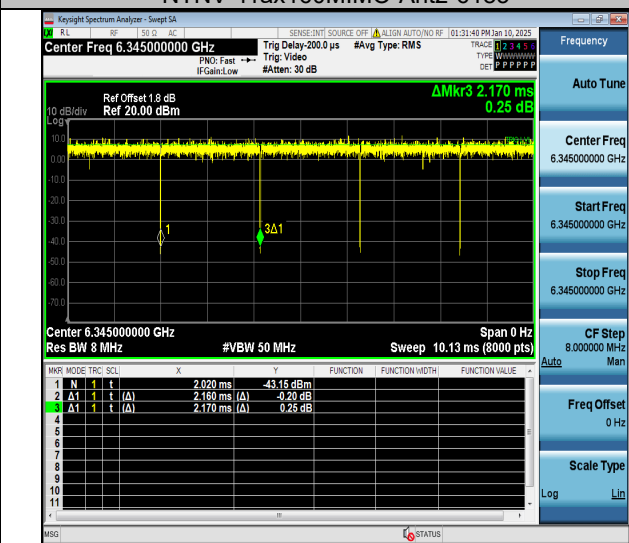 Keysight Spectrum Analyzer - Swept SA
RL RF 50 Ω AC SENSE:INT SOURCE OFF ALIGN AUTO/NO RF 01:31:40 PM Jan 10, 2025
Center Freq 6.345000000 GHz
PNO: Fast
IFGain:Low
Trig Delay-200.0 µs
Trig: Video
#Atten: 30 dB
#Avg Type: RMS
TRACE 1 2 3 4 5 6
TYPE WWWWWW
DET P P P P P P
Frequency
Auto Tune
Center Freq
6.345000000 GHz
Start Freq
6.345000000 GHz
Stop Freq
6.345000000 GHz
CF Step
8.000000 MHz
Auto Man
Freq Offset
0 Hz
Scale Type
Log Lin
ΔMkr3 2.170 ms
0.25 dB
Ref Offset 1.8 dB
10 dB/div Ref 20.00 dBm
Log
10.0
0.00
-10.0
-20.0
-30.0
-40.0
-50.0
-60.0
-70.0
1
3Δ1
Center 6.345000000 GHz Span 0 Hz
Res BW 8 MHz #VBW 50 MHz Sweep 10.13 ms (8000 pts)
MKR MODE TRC SCL X Y FUNCTION FUNCTION WIDTH FUNCTION VALUE
1 N 1 t 2.020 ms -43.15 dBm
2 Δ1 1 t (Δ) 2.160 ms (Δ) -0.20 dB
3 Δ1 1 t (Δ) 2.170 ms (Δ) 0.25 dB
4
5
6
7
8
9
10
11
MSG STATUS